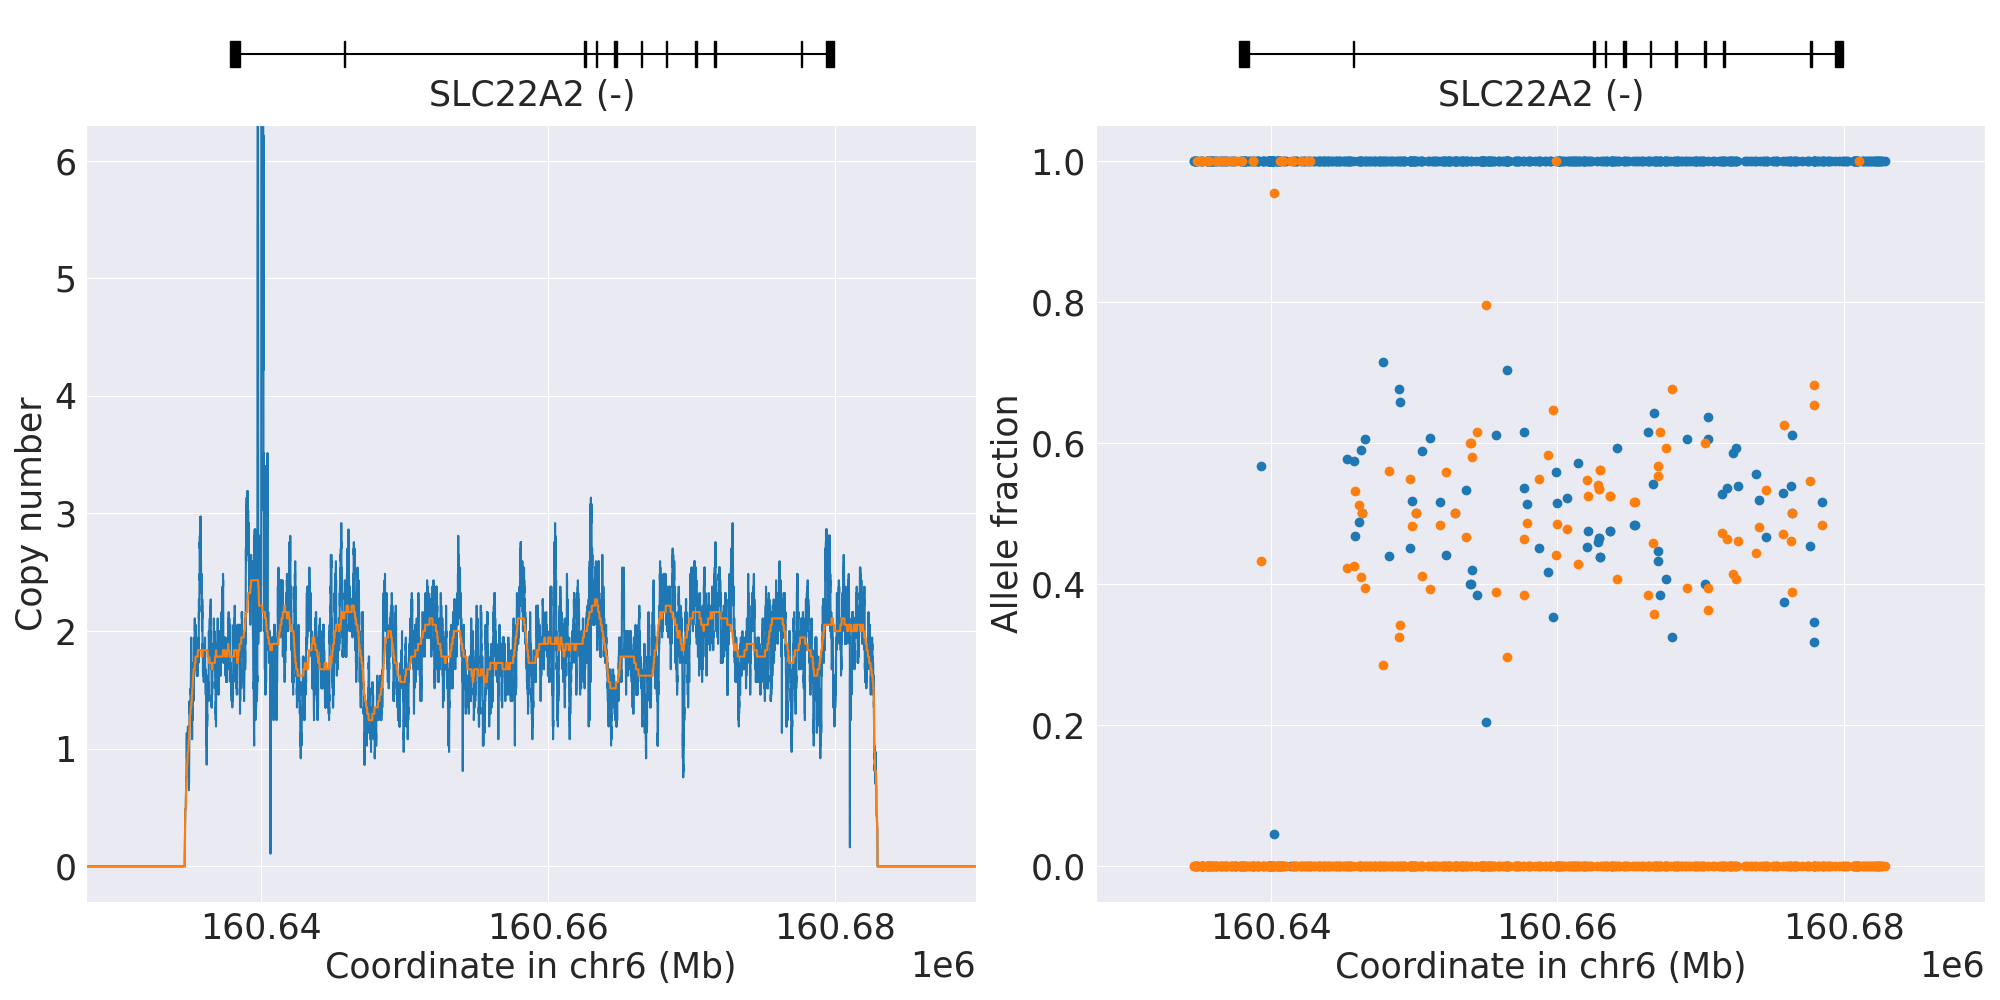 SLC22A2 (-)
6
5
4
3
2
1
0
Copy number
160.64 160.66 160.68
Coordinate in chr6 (Mb) 1e6
SLC22A2 (-)
1.0
0.8
0.6
0.4
0.2
0.0
Allele fraction
160.64 160.66 160.68
Coordinate in chr6 (Mb) 1e6